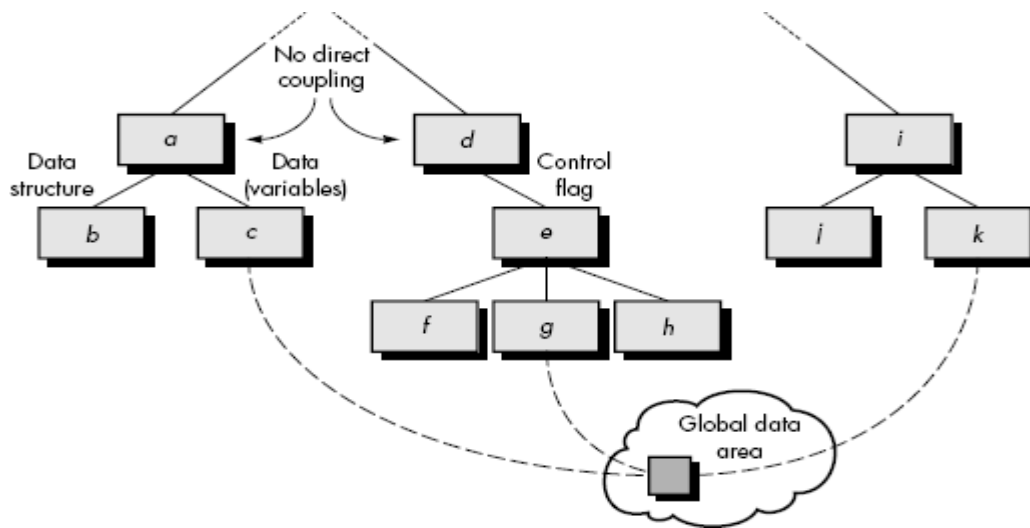 No direct
coupling
a
d
i
Data
structure
Data
(variables)
Control
flag
b
c
e
j
k
f
g
h
Global data
area